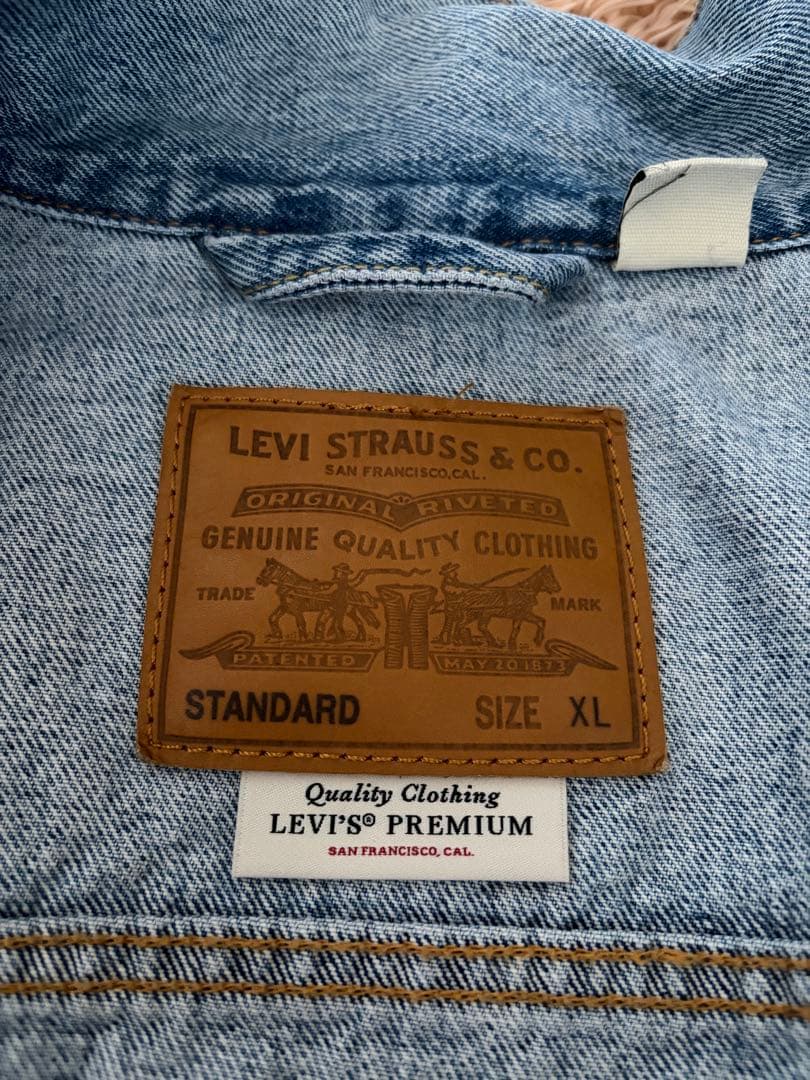 LEVI STRAUSS & CO.
SAN FRANCISCO, CAL.
ORIGINAL RIVETED
GENUINE QUALITY CLOTHING
TRADE MARK
PATENTED MAY 20 1873
STANDARD SIZE XL
Quality Clothing
LEVI'S® PREMIUM
SAN FRANCISCO, CAL.